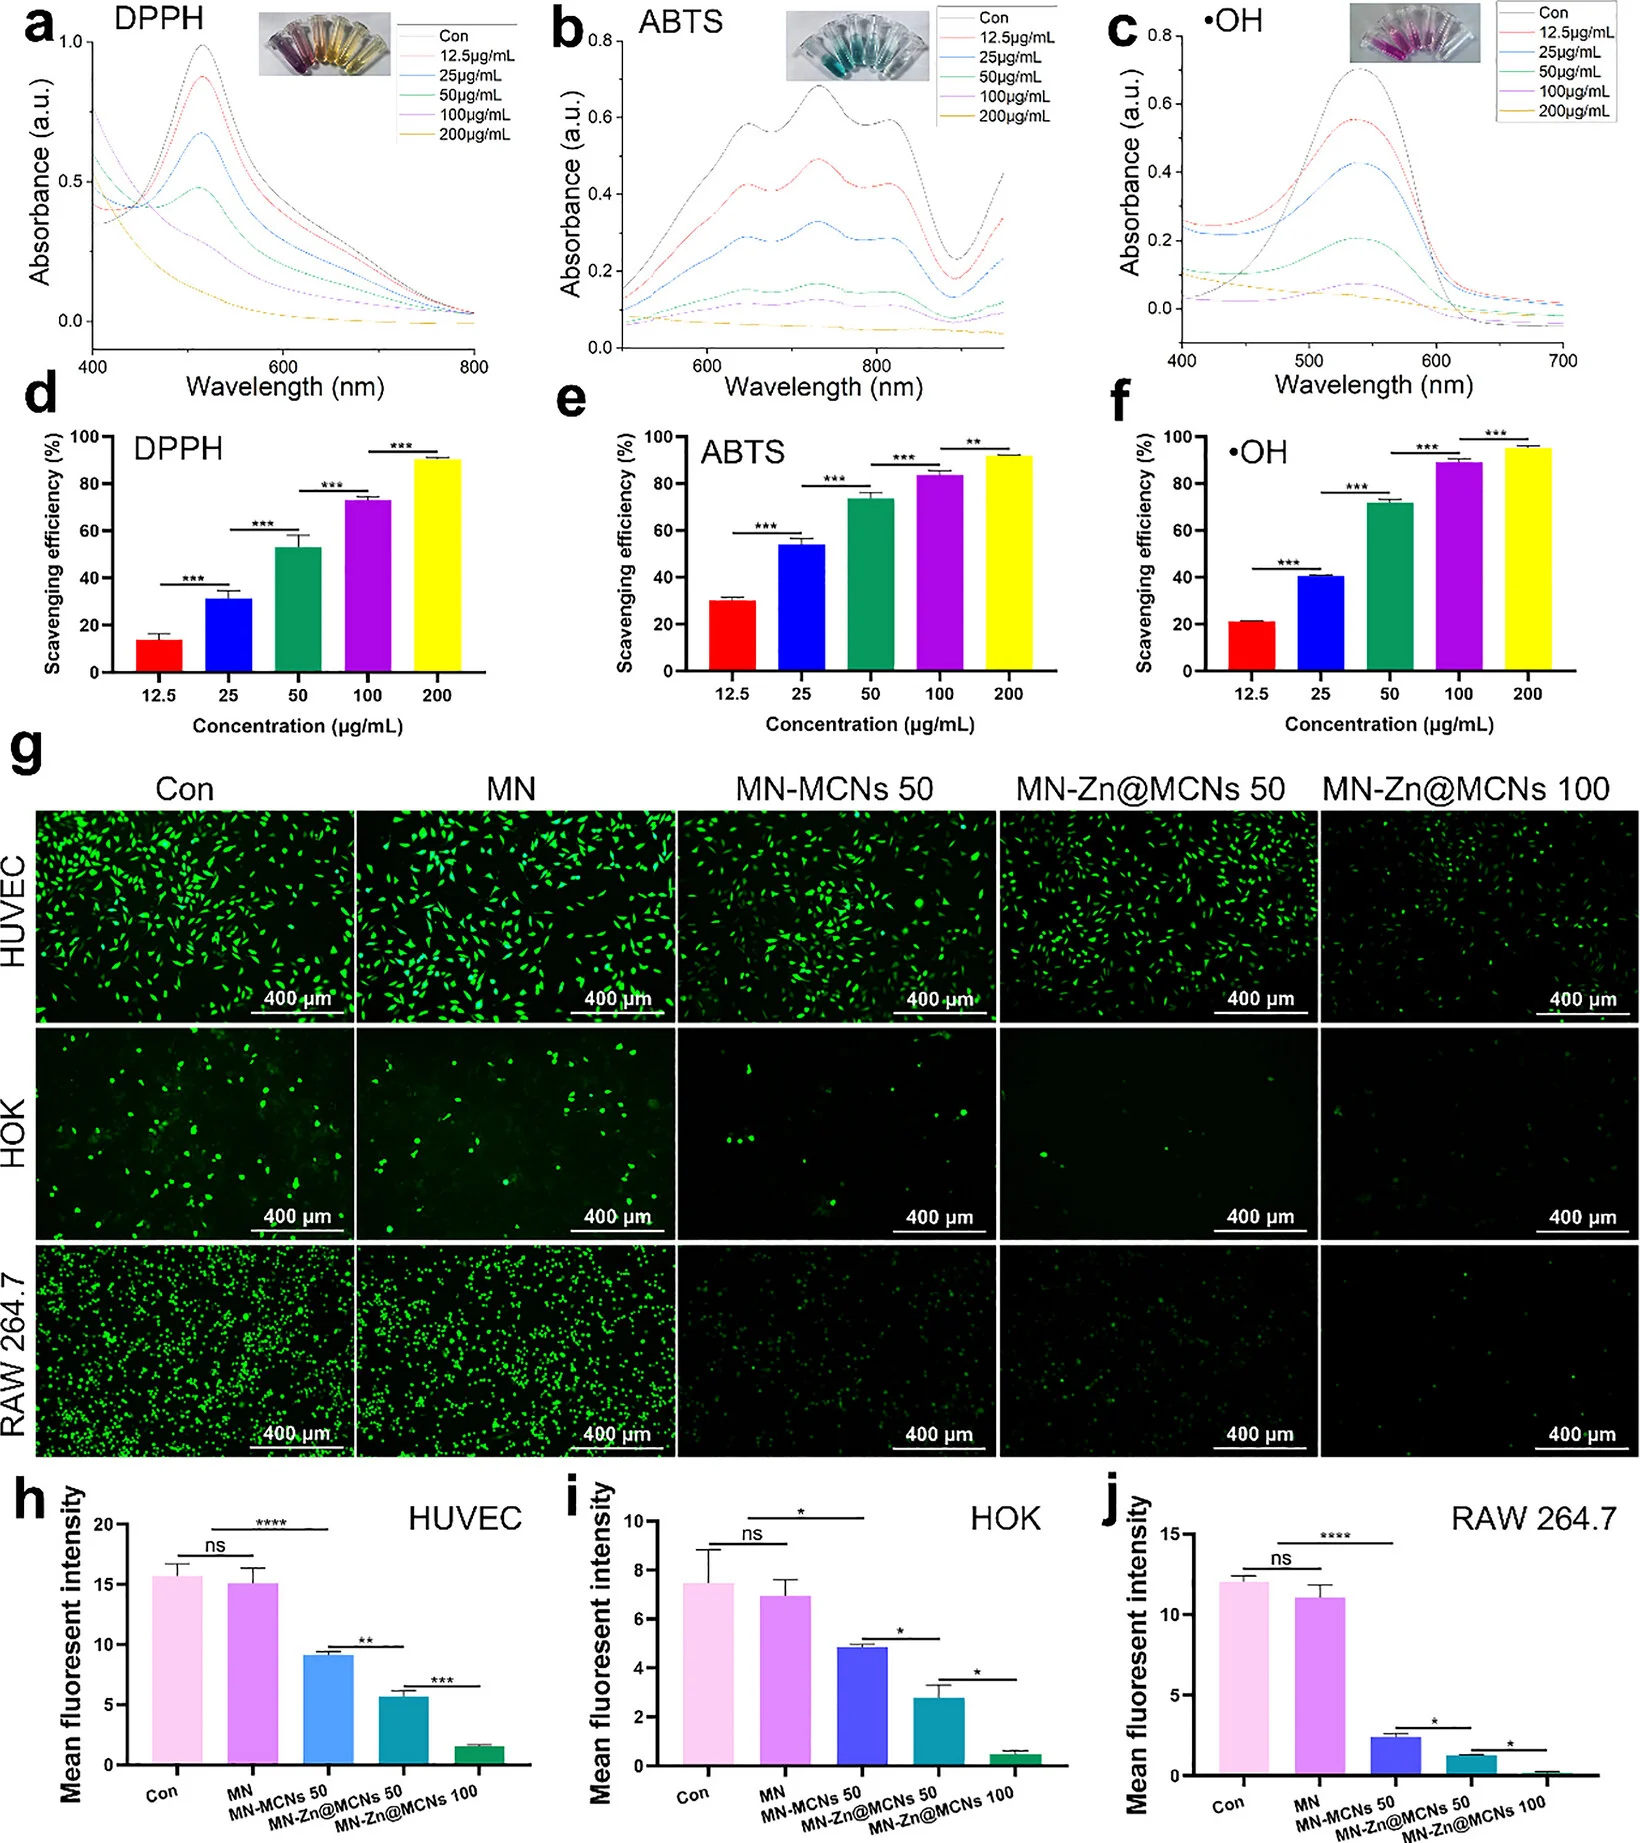 a
DPPH
Con
12.5µg/mL
25µg/mL
50µg/mL
100µg/mL
200µg/mL
1.0
0.5
0.0
Absorbance (a.u.)
400
600
800
Wavelength (nm)
b
ABTS
Con
12.5µg/mL
25µg/mL
50µg/mL
100µg/mL
200µg/mL
0.8
0.6
0.4
0.2
0.0
Absorbance (a.u.)
600
800
Wavelength (nm)
c
•OH
Con
12.5µg/mL
25µg/mL
50µg/mL
100µg/mL
200µg/mL
0.8
0.6
0.4
0.2
0.0
Absorbance (a.u.)
400
500
600
700
Wavelength (nm)
d
DPPH
Scavenging efficiency (%)
100
80
60
40
20
0
***
***
***
***
12.5
25
50
100
200
Concentration (µg/mL)
e
ABTS
Scavenging efficiency (%)
100
80
60
40
20
0
***
***
***
**
12.5
25
50
100
200
Concentration (µg/mL)
f
•OH
Scavenging efficiency (%)
100
80
60
40
20
0
***
***
***
***
12.5
25
50
100
200
Concentration (µg/mL)
g
Con
MN
MN-MCNs 50
MN-Zn@MCNs 50
MN-Zn@MCNs 100
HUVEC
400 µm
400 µm
400 µm
400 µm
400 µm
HOK
400 µm
400 µm
400 µm
400 µm
400 µm
RAW 264.7
400 µm
400 µm
400 µm
400 µm
400 µm
h
HUVEC
Mean fluoresent intensity
20
15
10
5
0
ns
****
**
***
Con
MN
MN-MCNs 50
MN-Zn@MCNs 50
MN-Zn@MCNs 100
i
HOK
Mean fluoresent intensity
10
8
6
4
2
0
ns
*
*
*
Con
MN
MN-MCNs 50
MN-Zn@MCNs 50
MN-Zn@MCNs 100
j
RAW 264.7
Mean fluoresent intensity
15
10
5
0
ns
****
*
*
Con
MN
MN-MCNs 50
MN-Zn@MCNs 50
MN-Zn@MCNs 100